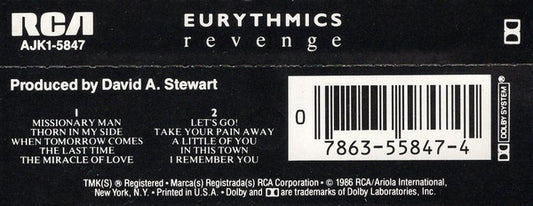 RCA
AJK1-5847
EURYTHMICS
revenge
Produced by David A. Stewart
1
MISSIONARY MAN
THORN IN MY SIDE
WHEN TOMORROW COMES
THE LAST TIME
THE MIRACLE OF LOVE
2
LET'S GO!
TAKE YOUR PAIN AWAY
A LITTLE OF YOU
IN THIS TOWN
I REMEMBER YOU
0
7863-55847-4
DOLBY SYSTEM®
TMK(S) ® Registered • Marca(s) Registrada(s) RCA Corporation • © 1986 RCA/Ariola International,
New York, N.Y. • Printed in U.S.A. • Dolby and are trademarks of Dolby Laboratories, Inc.